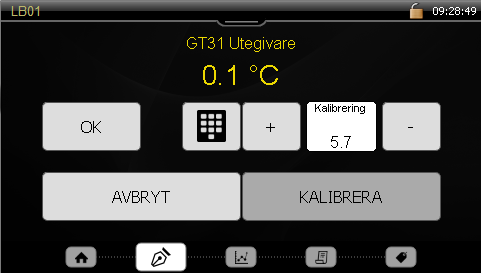 LB01 09:28:49
GT31 Utegivare
0.1 °C
OK + Kalibrering -
5.7
AVBRYT KALIBRERA